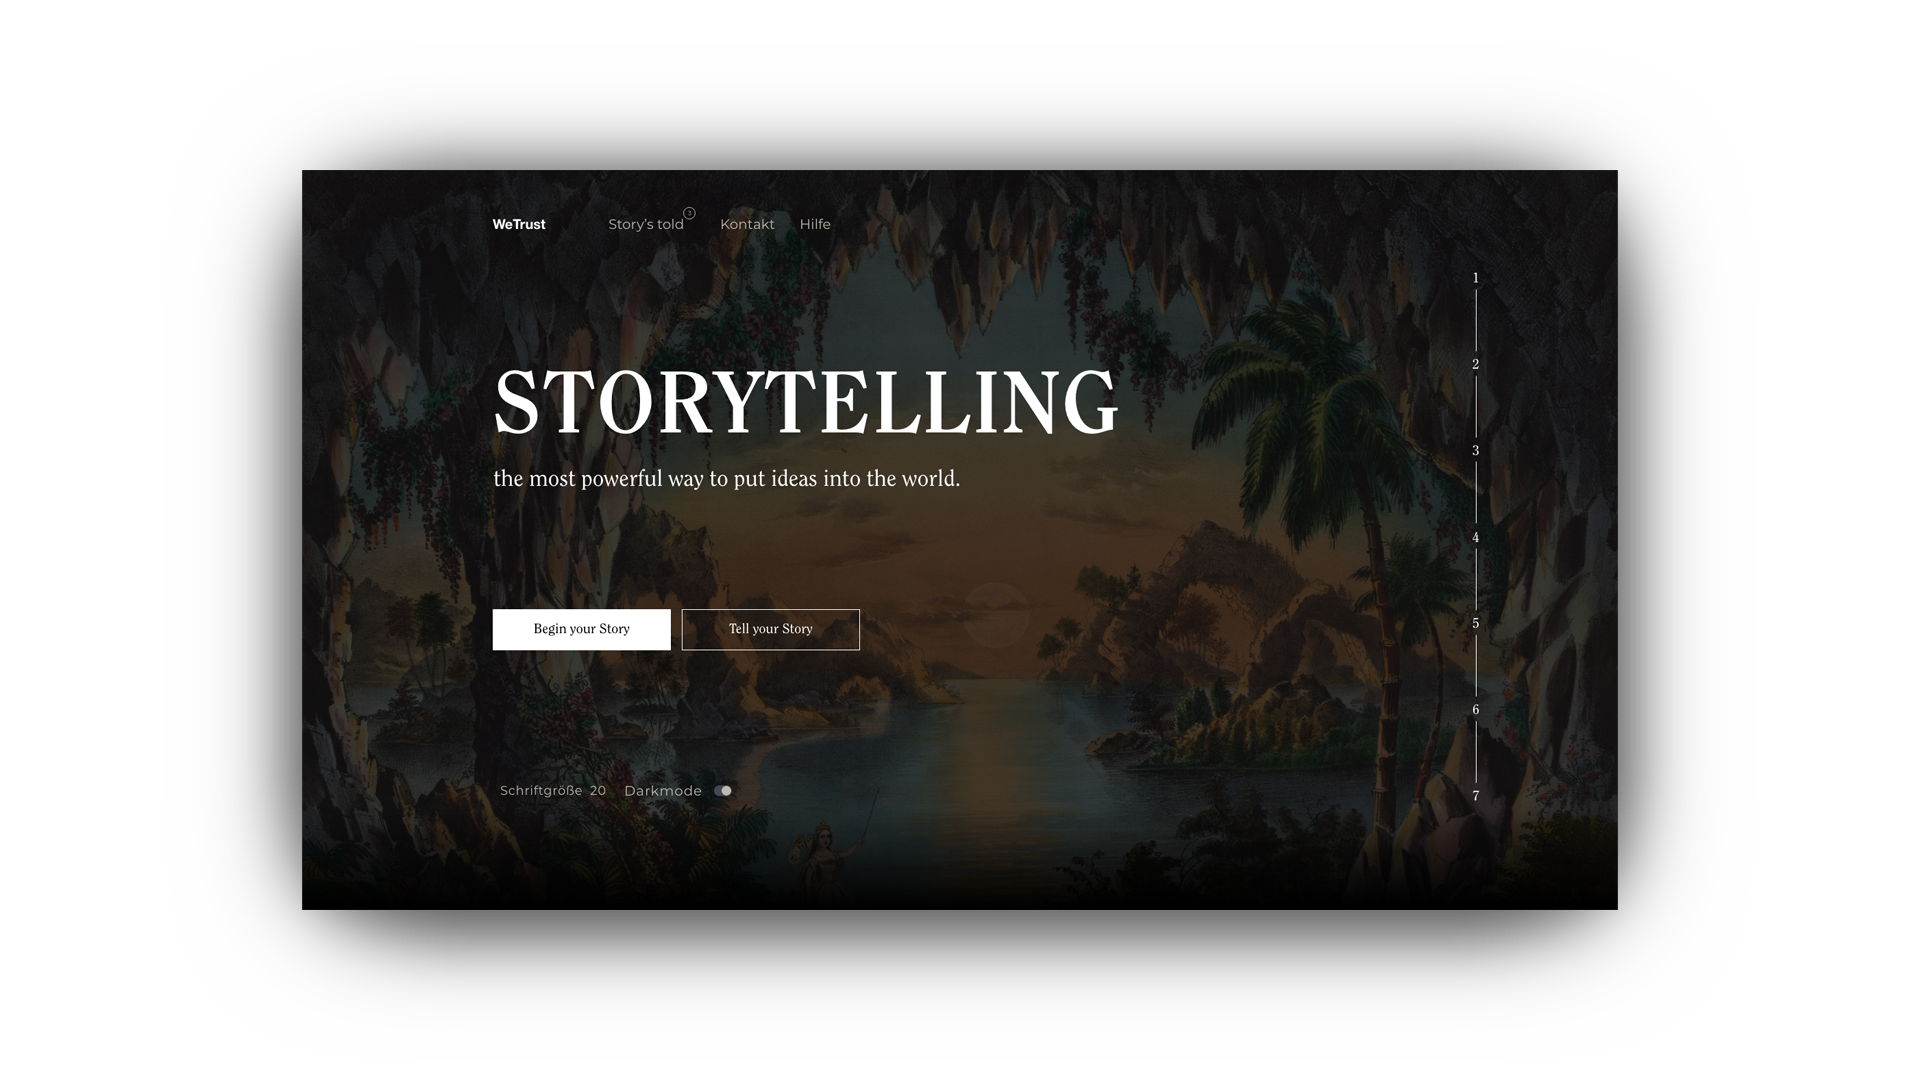 WeTrust Story's told 3 Kontakt Hilfe
STORYTELLING
the most powerful way to put ideas into the world.
Begin your Story Tell your Story
Schriftgröße 20 Darkmode
1
2
3
4
5
6
7